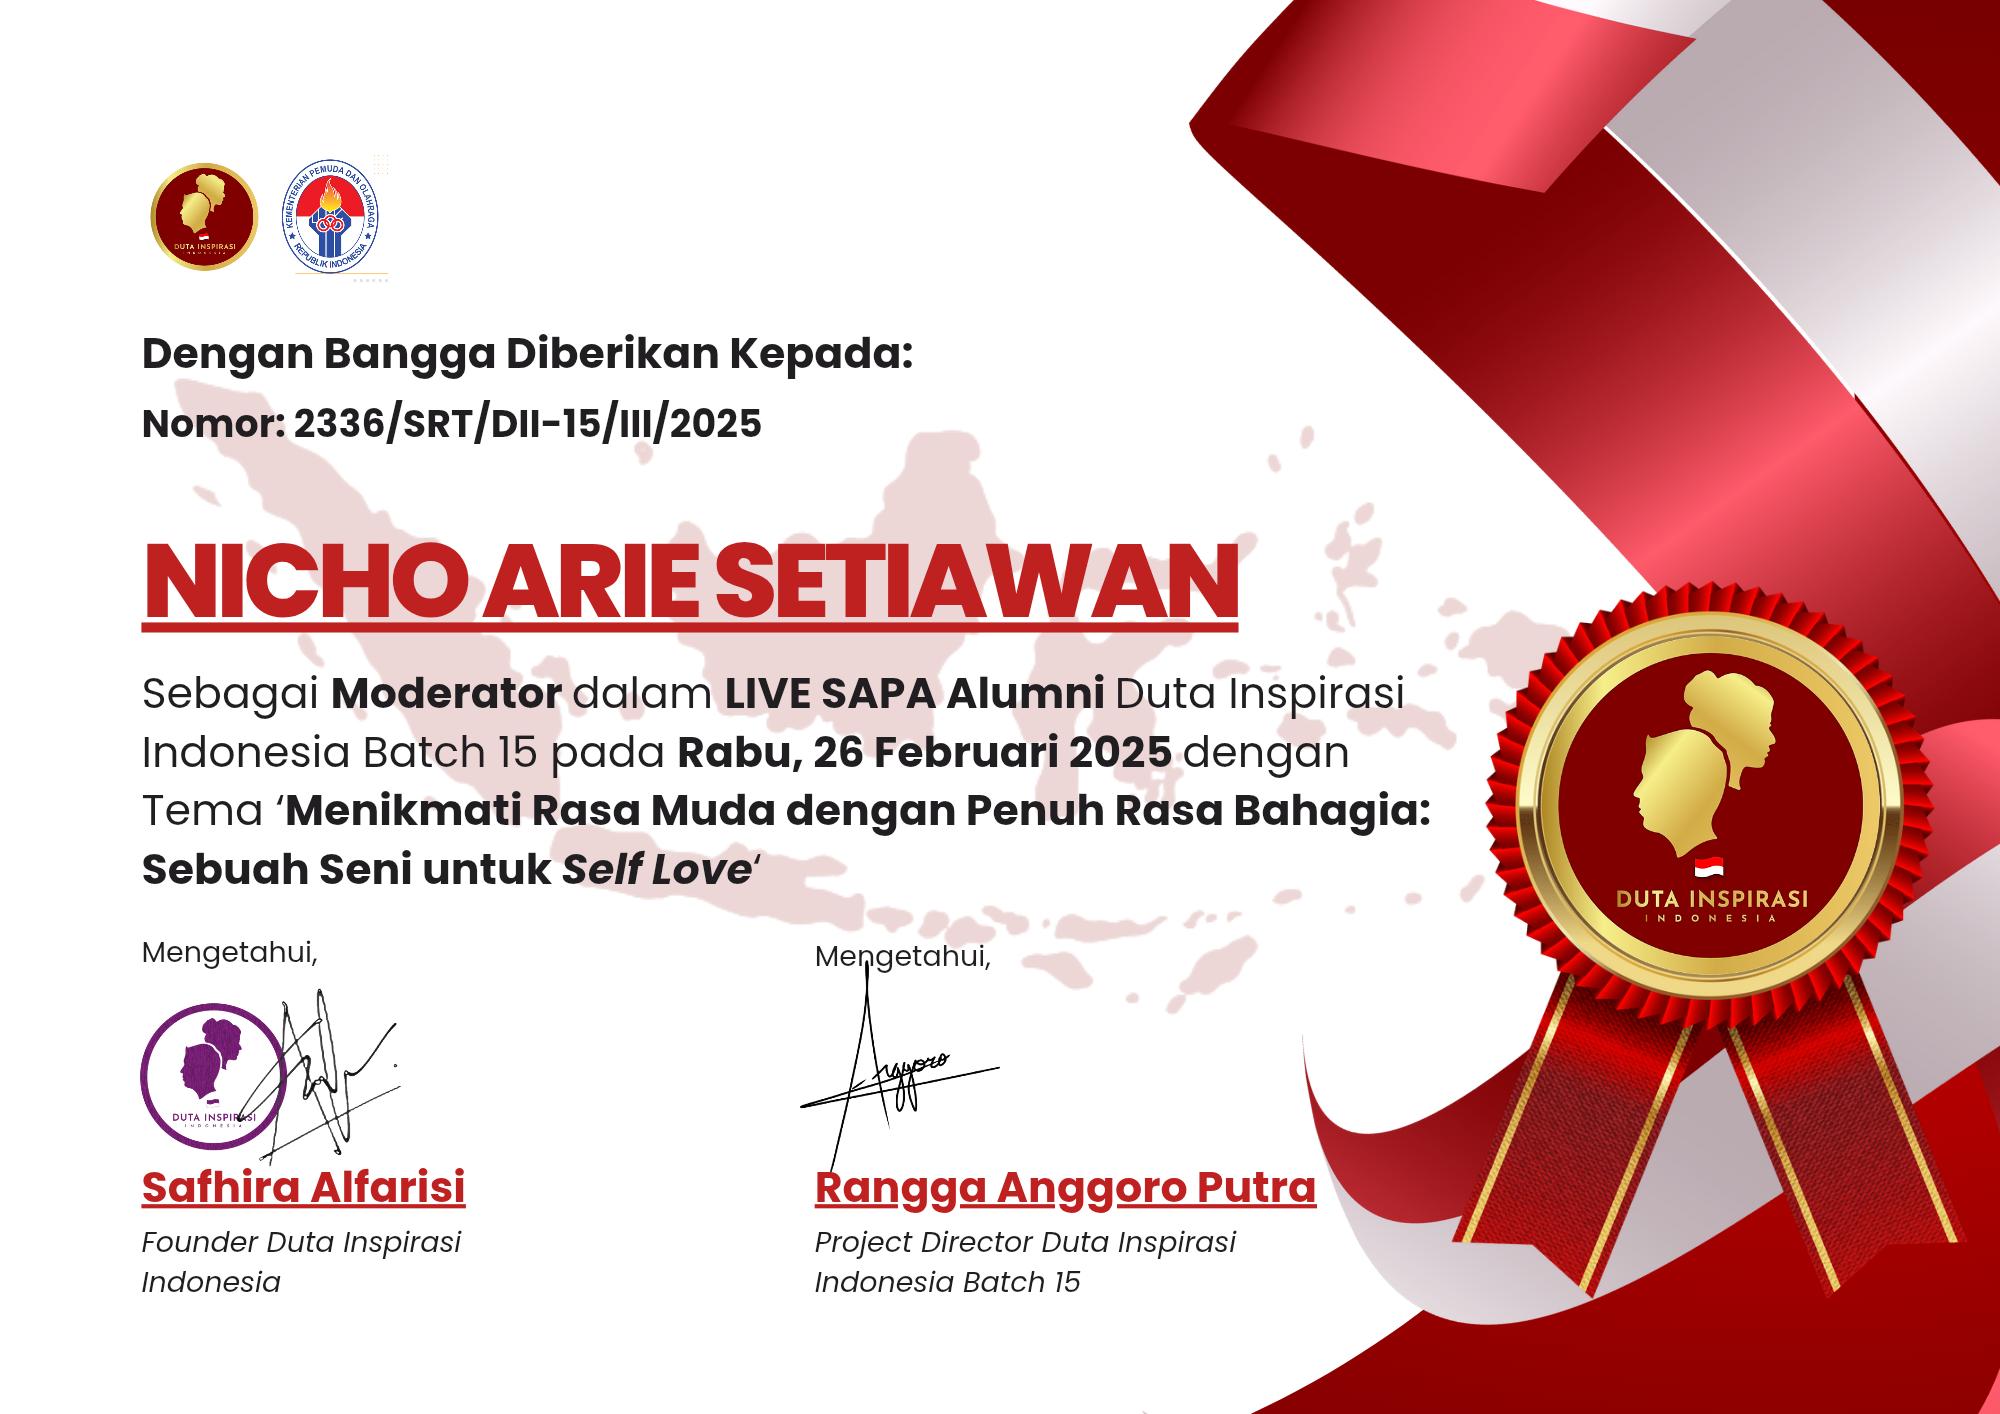 DUTA INSPIRASI
INDONESIA
KEMENTERIAN PEMUDA DAN OLAHRAGA
REPUBLIK INDONESIA
Dengan Bangga Diberikan Kepada:
Nomor: 2336/SRT/DII-15/III/2025
NICHO ARIE SETIAWAN
Sebagai Moderator dalam LIVE SAPA Alumni Duta Inspirasi
Indonesia Batch 15 pada Rabu, 26 Februari 2025 dengan
Tema ‘Menikmati Rasa Muda dengan Penuh Rasa Bahagia:
Sebuah Seni untuk Self Love‘
DUTA INSPIRASI
INDONESIA
Mengetahui,
DUTA INSPIRASI
INDONESIA
Safhira Alfarisi
Founder Duta Inspirasi
Indonesia
Mengetahui,
Anggoro
Rangga Anggoro Putra
Project Director Duta Inspirasi
Indonesia Batch 15